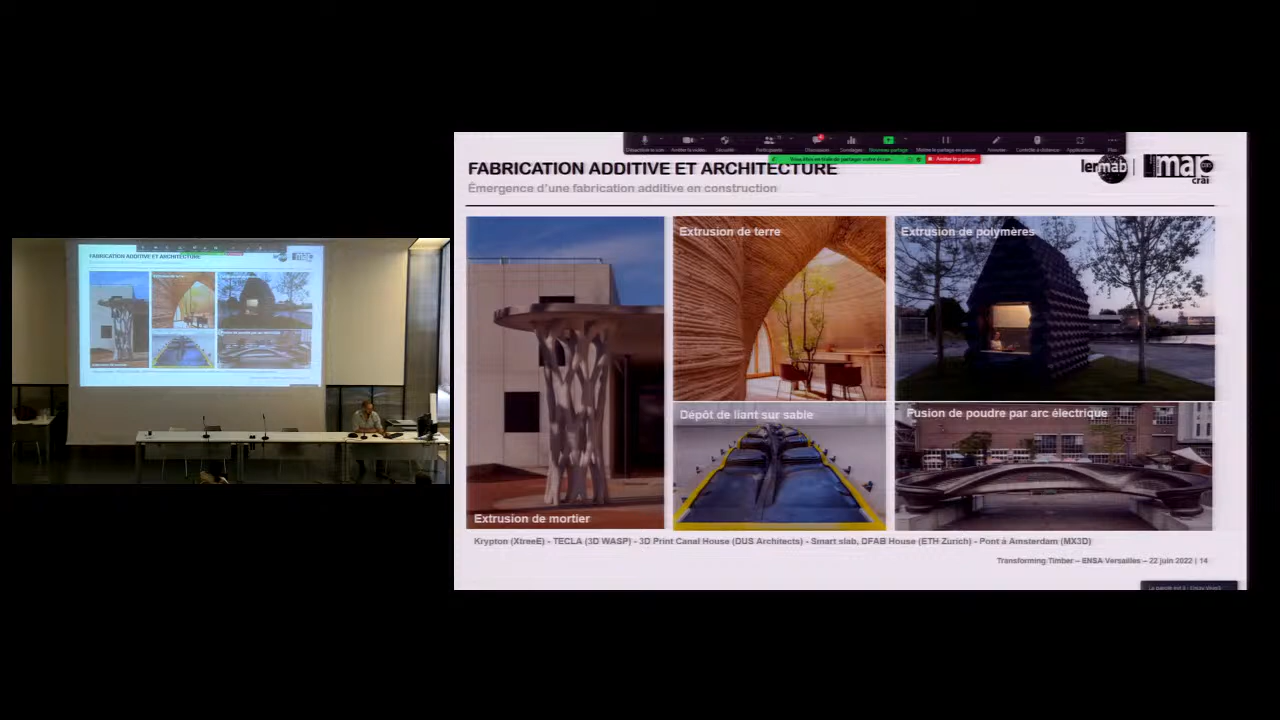 FABRICATION ADDITIVE ET ARCHITECTURE
Émergence d'une fabrication additive en construction
lermab
map
crai
Extrusion de terre
Extrusion de polymères
Dépôt de liant sur sable
Fusion de poudre par arc électrique
Extrusion de mortier
Krypton (XtreeE) - TECLA (3D WASP) - 3D Print Canal House (DUS Architects) - Smart slab, DFAB House (ETH Zurich) - Pont à Amsterdam (MX3D)
Transforming Timber – ENSA Versailles – 22 juin 2022 | 14